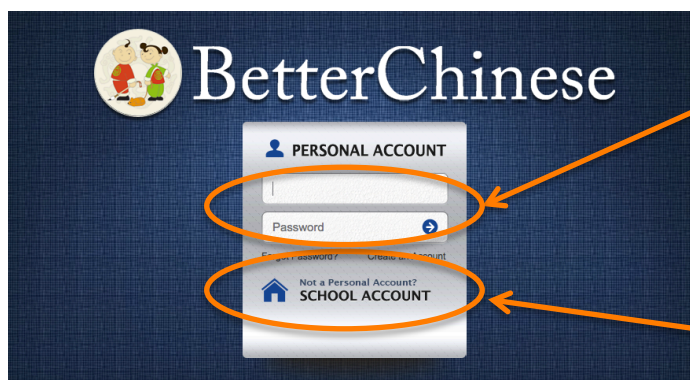 BetterChinese
PERSONAL ACCOUNT
Password
Forgot Password? Create an Account
Not a Personal Account?
SCHOOL ACCOUNT